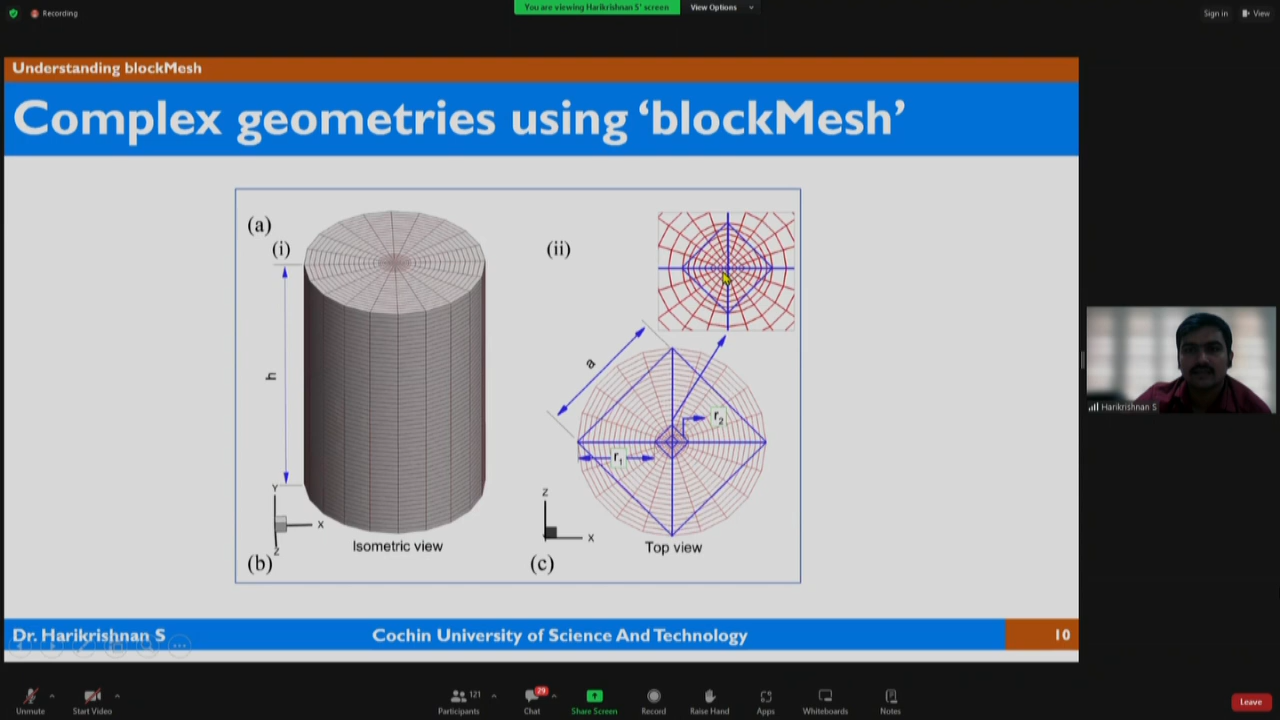 Recording
You are viewing Harikrishnan S' screen
View Options
Sign in
View
Understanding blockMesh
Complex geometries using ‘blockMesh’
(a)
(i)
(ii)
h
a
r2
r1
Y
X
Z
Z
X
Isometric view
Top view
(b)
(c)
Harikrishnan S
Dr. Harikrishnan S
Cochin University of Science And Technology
10
Unmute
Start Video
121
Participants
29
Chat
Share Screen
Record
Raise Hand
Apps
Whiteboards
Notes
Leave